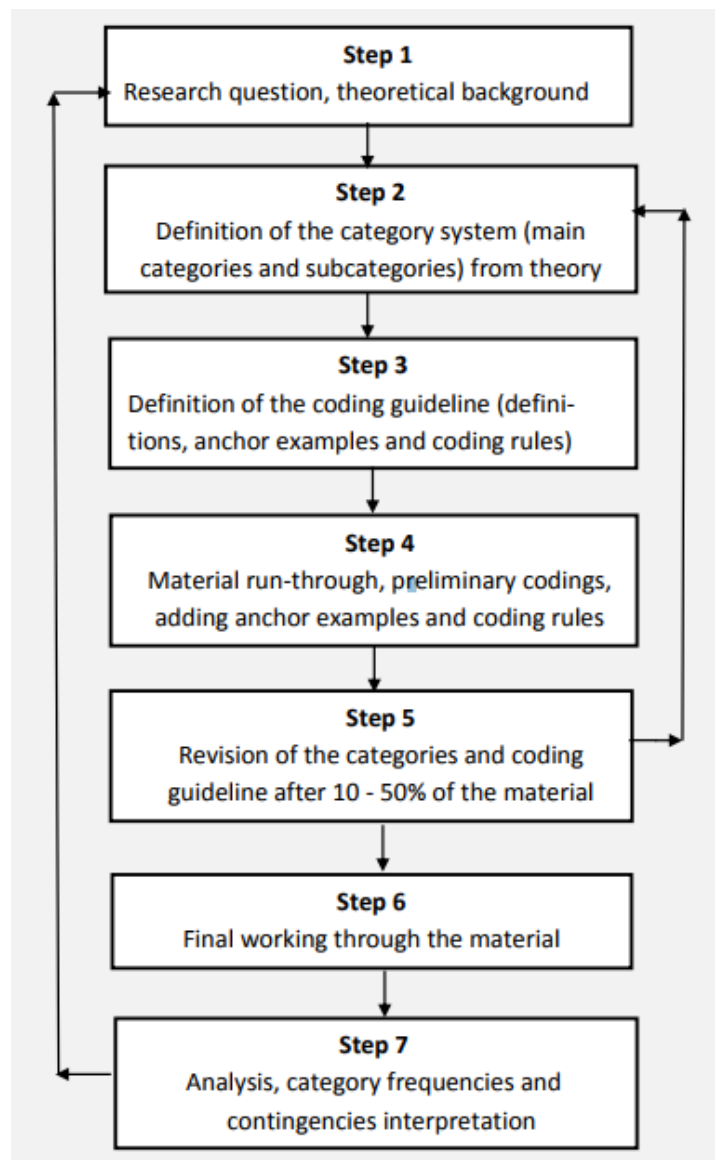 Step 1
Research question, theoretical background
Step 2
Definition of the category system (main
categories and subcategories) from theory
Step 3
Definition of the coding guideline (defini-
tions, anchor examples and coding rules)
Step 4
Material run-through, preliminary codings,
adding anchor examples and coding rules
Step 5
Revision of the categories and coding
guideline after 10 - 50% of the material
Step 6
Final working through the material
Step 7
Analysis, category frequencies and
contingencies interpretation